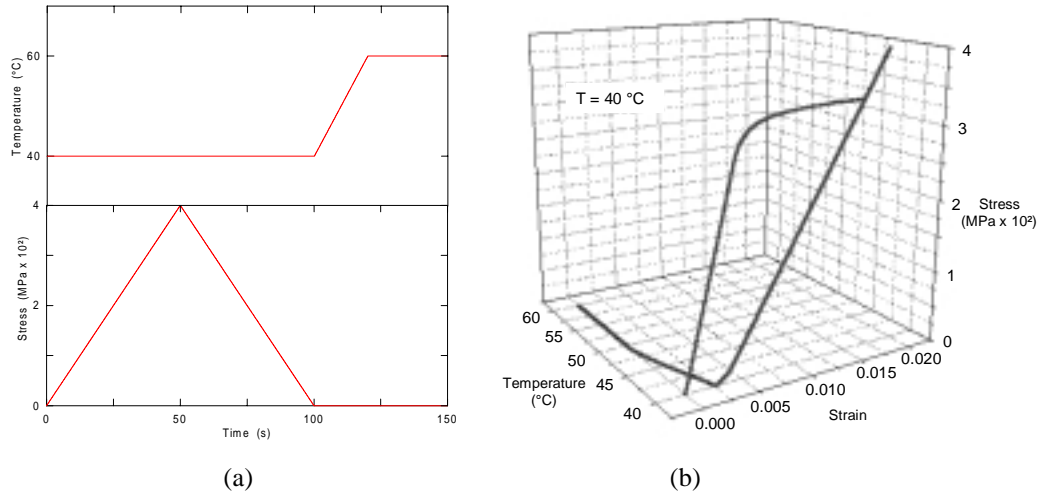 60
40
Temperature (°C)
4
2
0
Stress (MPa x 10²)
0
50
100
150
Time (s)
(a)
T = 40 °C
4
3
2
1
0
Stress
(MPa x 10²)
60
55
50
45
40
Temperature
(°C)
0.000
0.005
0.010
0.015
0.020
Strain
(b)